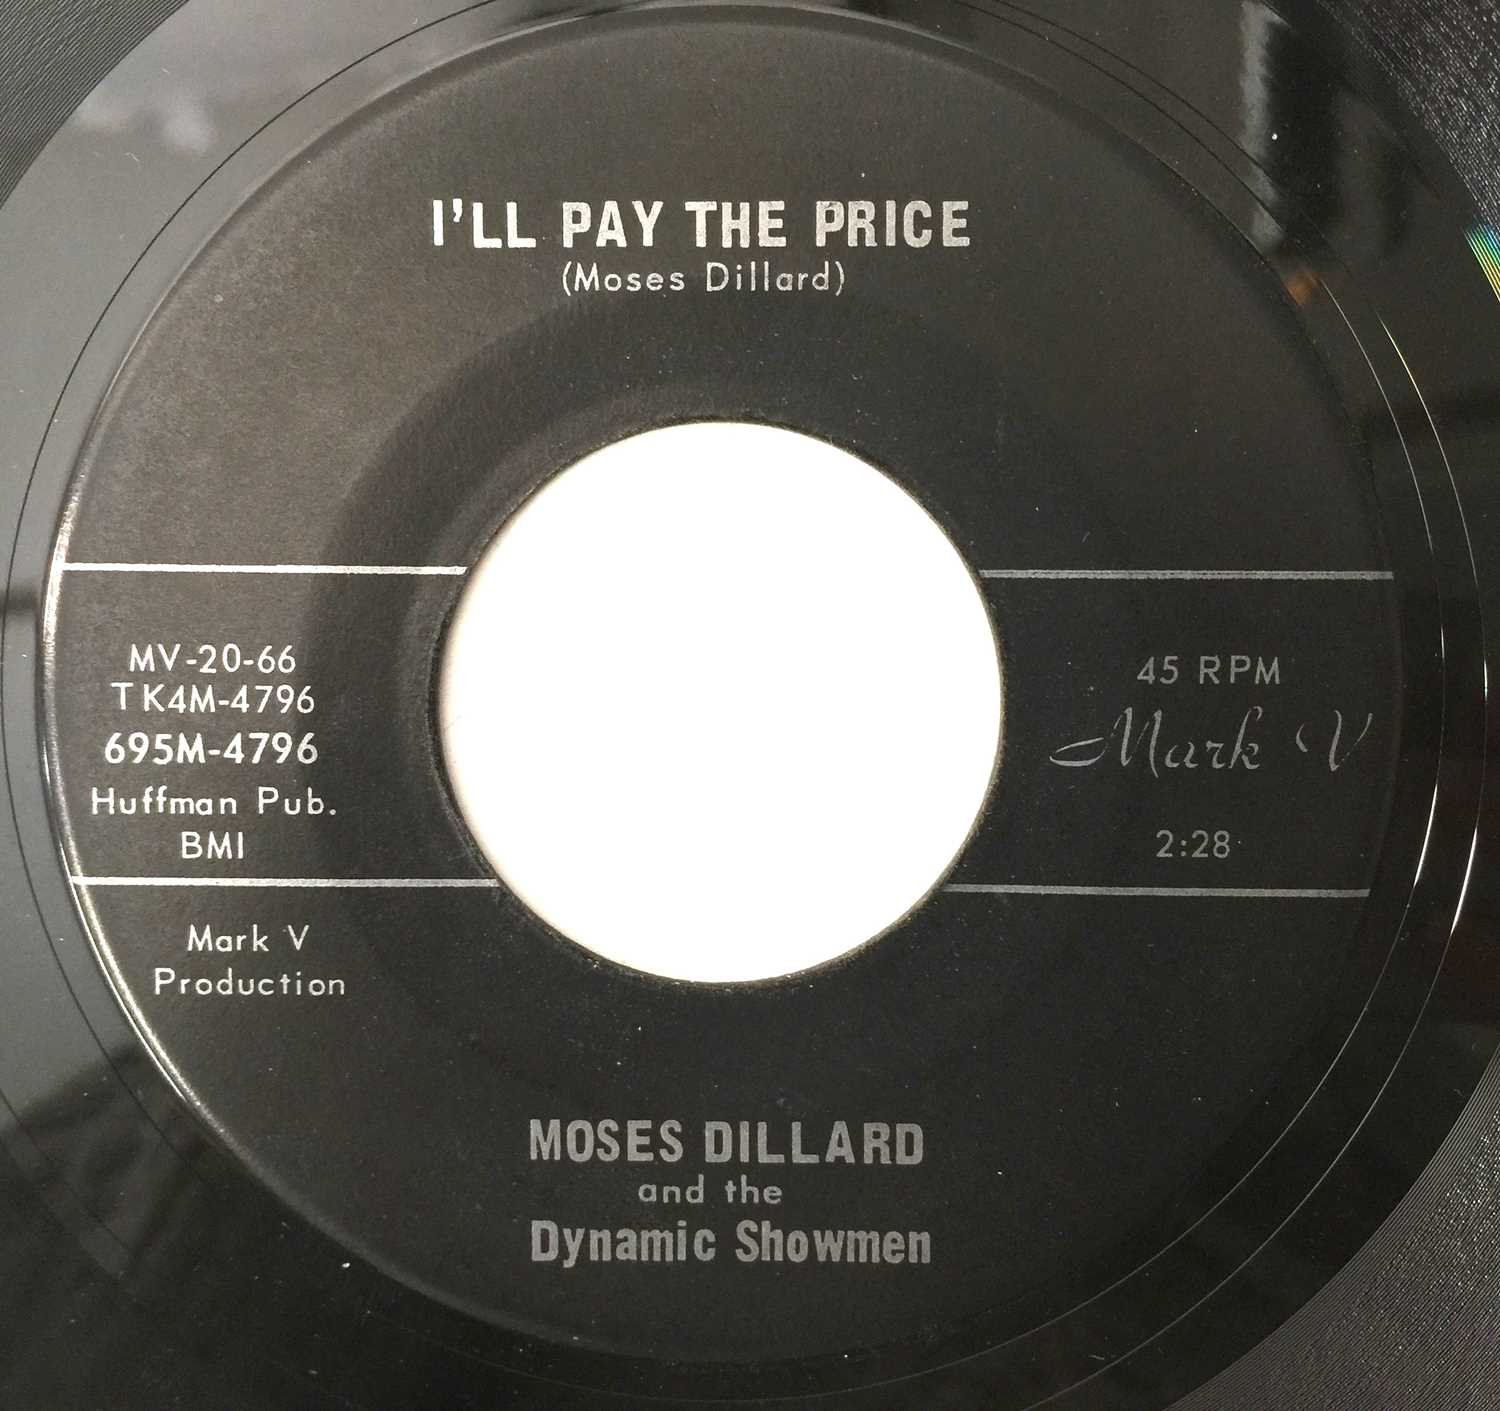 I'LL PAY THE PRICE
(Moses Dillard)
MV-20-66
TK4M-4796
695M-4796
Huffman Pub.
BMI
Mark V
Production
45 RPM
Mark V
2:28
MOSES DILLARD
and the
Dynamic Showmen